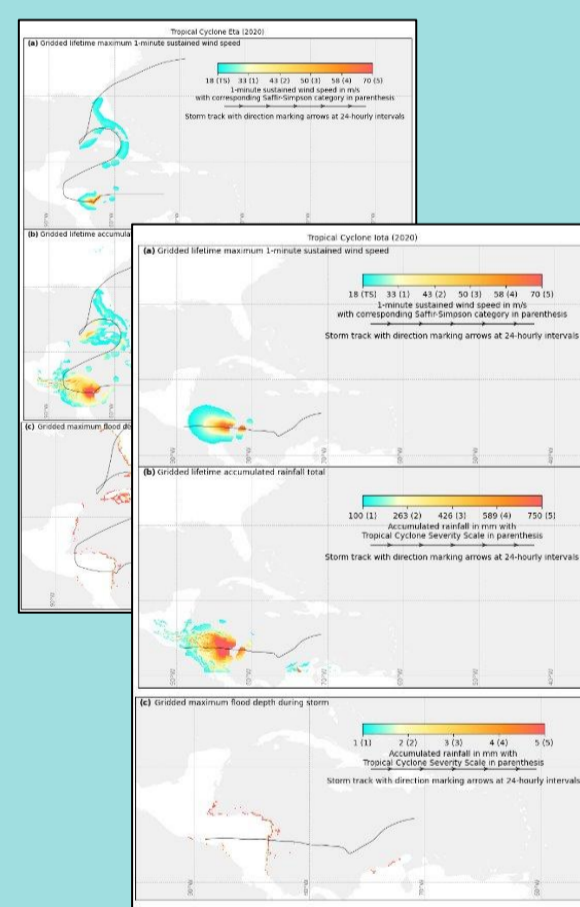 Tropical Cyclone Eta (2020)
(a) Gridded lifetime maximum 1-minute sustained wind speed
18 (TS) 33 (1) 43 (2) 50 (3) 58 (4) 70 (5)
1-minute sustained wind speed in m/s
with corresponding Saffir-Simpson category in parenthesis
Storm track with direction marking arrows at 24-hourly intervals
(b) Gridded lifetime accumula
(c) Gridded maximum flood
Tropical Cyclone Iota (2020)
(a) Gridded lifetime maximum 1-minute sustained wind speed
18 (TS) 33 (1) 43 (2) 50 (3) 58 (4) 70 (5)
1-minute sustained wind speed in m/s
with corresponding Saffir-Simpson category in parenthesis
Storm track with direction marking arrows at 24-hourly intervals
(b) Gridded lifetime accumulated rainfall total
100 (1) 263 (2) 426 (3) 589 (4) 750 (5)
Accumulated rainfall in mm with
Tropical Cyclone Severity Scale in parenthesis
Storm track with direction marking arrows at 24-hourly intervals
(c) Gridded maximum flood depth during storm
1 (1) 2 (2) 3 (3) 4 (4) 5 (5)
Accumulated rainfall in mm with
Tropical Cyclone Severity Scale in parenthesis
Storm track with direction marking arrows at 24-hourly intervals